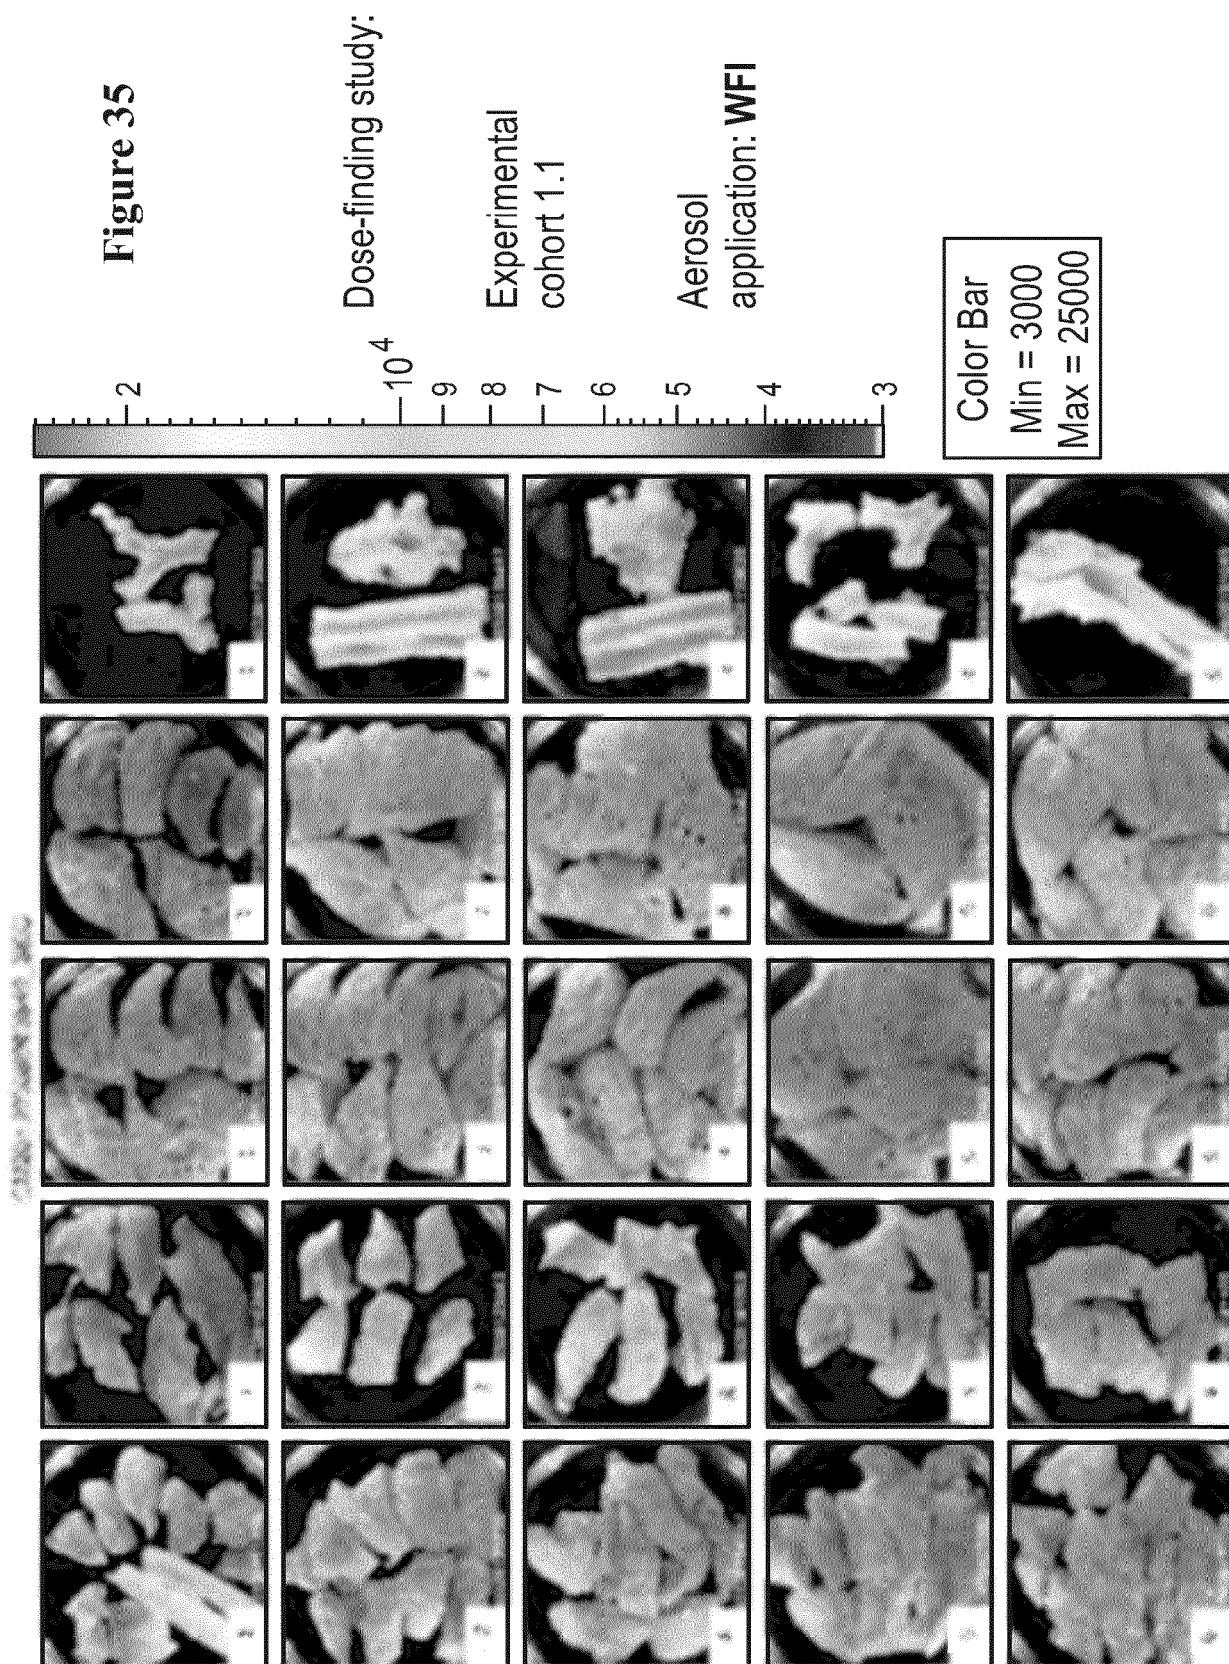 Figure 35
Dose-finding study:
Experimental
cohort 1.1
Aerosol
application: WFI
2
10^4
9
8
7
6
5
4
3
Color Bar
Min = 3000
Max = 25000